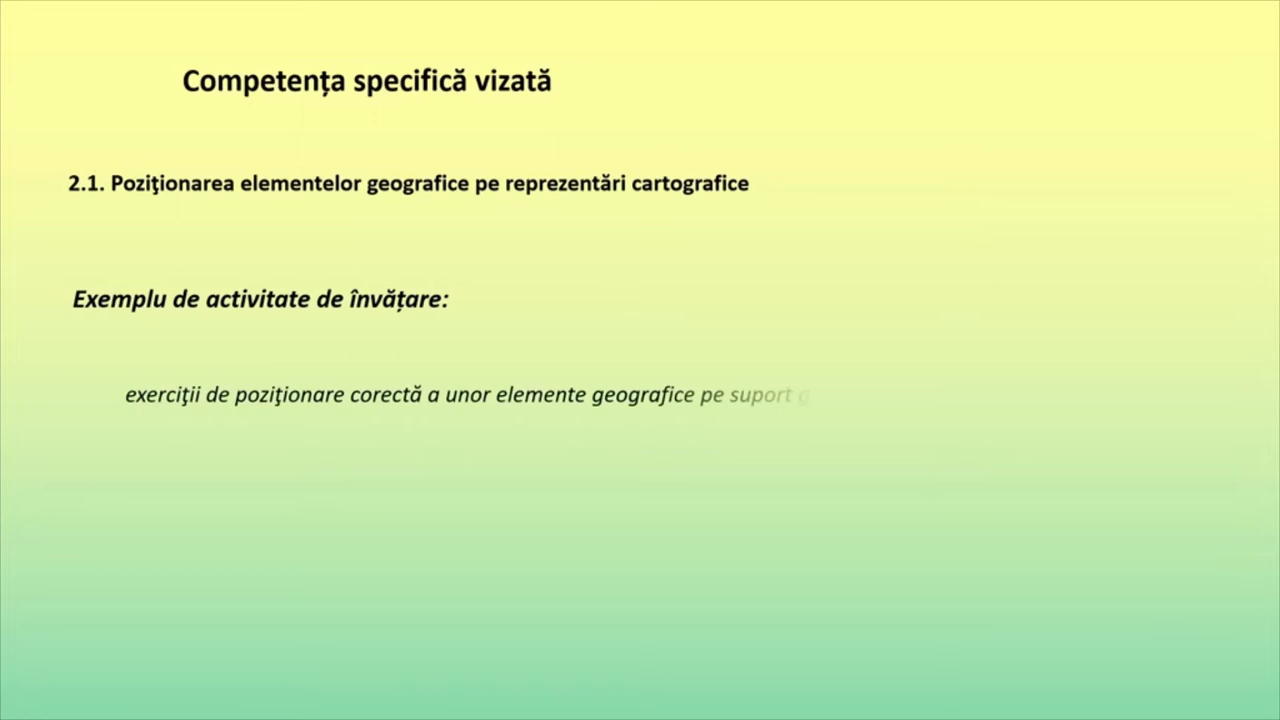 Competența specifică vizată
2.1. Poziţionarea elementelor geografice pe reprezentări cartografice
Exemplu de activitate de învățare:
exerciţii de poziţionare corectă a unor elemente geografice pe suport